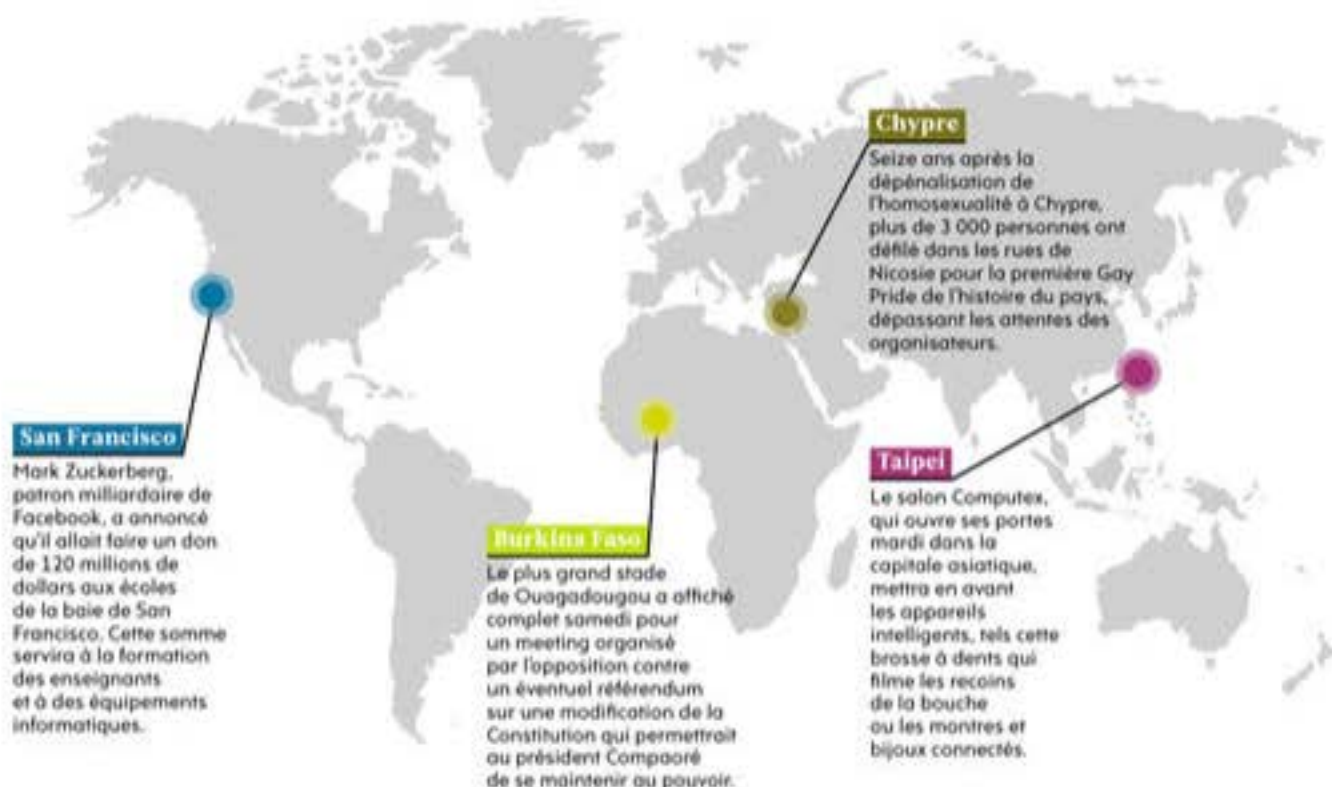 Chypre
Seize ans après la
dépénalisation de
l'homosexualité à Chypre,
plus de 3 000 personnes ont
défilé dans les rues de
Nicosie pour la première Gay
Pride de l'histoire du pays,
dépassant les attentes des
organisateurs.
San Francisco
Mark Zuckerberg,
patron milliardaire de
Facebook, a annoncé
qu'il allait faire un don
de 120 millions de
dollars aux écoles
de la baie de San
Francisco. Cette somme
servira à la formation
des enseignants
et à des équipements
informatiques.
Burkina Faso
Le plus grand stade
de Ouagadougou a affiché
complet samedi pour
un meeting organisé
par l'opposition contre
un éventuel référendum
sur une modification de la
Constitution qui permettrait
au président Compaoré
de se maintenir au pouvoir.
Taipei
Le salon Computex,
qui ouvre ses portes
mardi dans la
capitale asiatique,
mettra en avant
les appareils
intelligents, tels cette
brosse à dents qui
filme les recoins
de la bouche
ou les montres et
bijoux connectés.